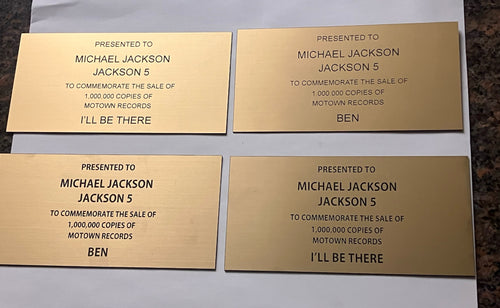 PRESENTED TO
MICHAEL JACKSON
JACKSON 5
TO COMMEMORATE THE SALE OF
1,000,000 COPIES OF
MOTOWN RECORDS
I'LL BE THERE
PRESENTED TO
MICHAEL JACKSON
JACKSON 5
TO COMMEMORATE THE SALE OF
1,000,000 COPIES OF
MOTOWN RECORDS
BEN
PRESENTED TO
MICHAEL JACKSON
JACKSON 5
TO COMMEMORATE THE SALE OF
1,000,000 COPIES OF
MOTOWN RECORDS
BEN
PRESENTED TO
MICHAEL JACKSON
JACKSON 5
TO COMMEMORATE THE SALE OF
1,000,000 COPIES OF
MOTOWN RECORDS
I'LL BE THERE